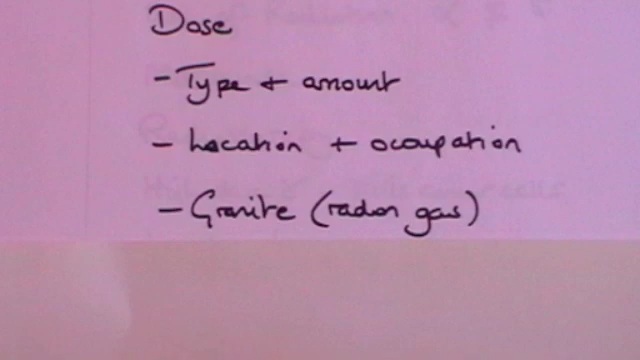 Dose
- Type + amount
- Location + occupation
- Granite (radon gas)